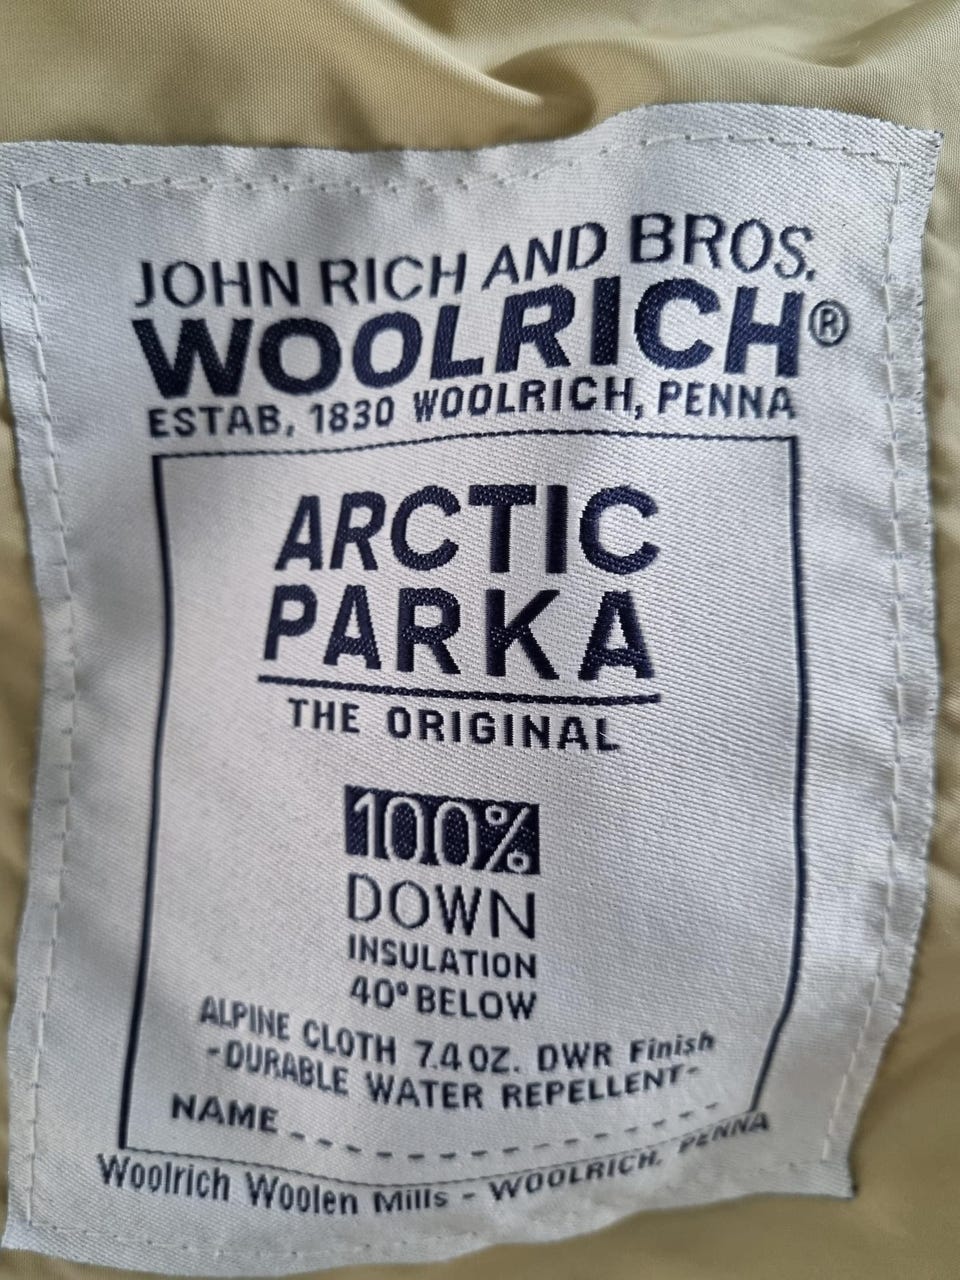 JOHN RICH AND BROS.
WOOLRICH®
ESTAB, 1830 WOOLRICH, PENNA
ARCTIC
PARKA
THE ORIGINAL
100%
DOWN
INSULATION
40° BELOW
ALPINE CLOTH 7.4 OZ. DWR Finish
-DURABLE WATER REPELLENT-
NAME
Woolrich Woolen Mills - WOOLRICH, PENNA